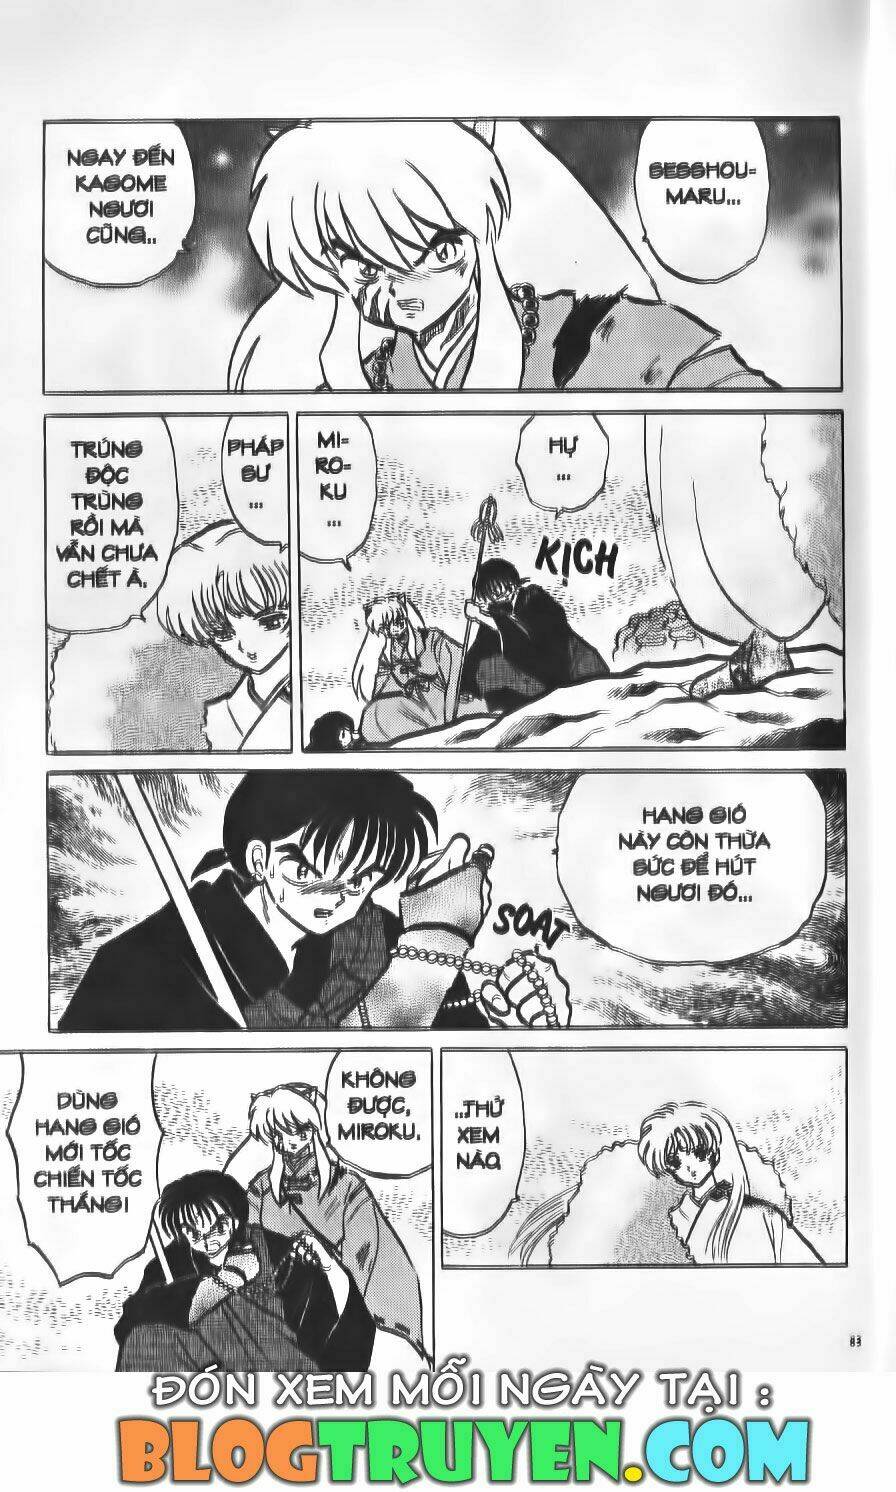 SESSHOU-
MARU...
NGAY ĐẾN
KAGOME
NGƯƠI
CŨNG..
HỰ
...
KỊCH
MI-
RO-
KU
...
PHÁP
SƯ
...
TRÚNG
ĐỘC
TRÙNG
RỒI MÀ
VẪN CHƯA
CHẾT À.
HANG GIÓ
NÀY CÒN THỪA
SỨC ĐỂ HÚT
NGƯƠI ĐÓ...
SOẠT
...THỬ
XEM
NÀO.
KHÔNG
ĐƯỢC,
MIROKU.
DÙNG
HANG GIÓ
MỚI TỐC
CHIẾN TỐC
THẮNG!
83
ĐÓN XEM MỖI NGÀY TẠI :
BLOGTRUYEN.COM